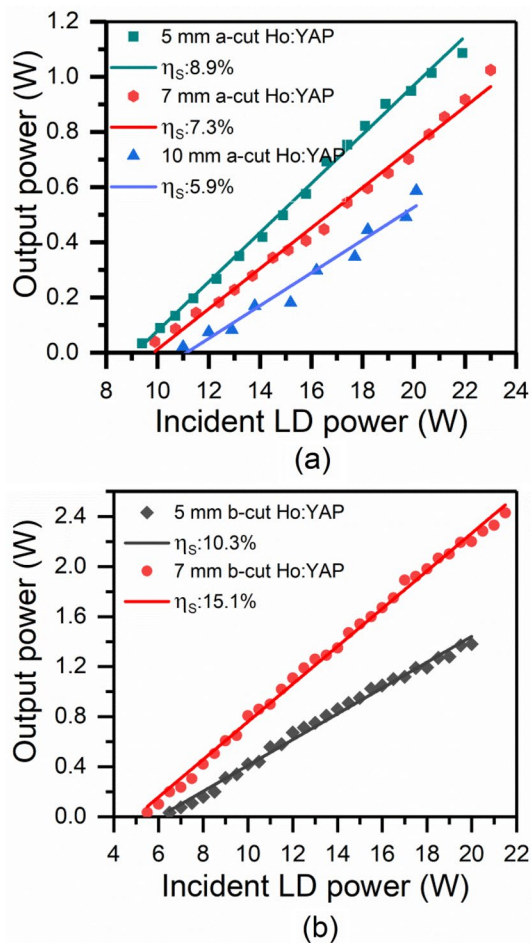 1.2
5 mm a-cut Ho:YAP
1.0
ηS:8.9%
7 mm a-cut Ho:YAP
0.8
ηS:7.3%
10 mm a-cut Ho:YAP
0.6
ηS:5.9%
0.4
0.2
0.0
Output power (W)
8 10 12 14 16 18 20 22 24
Incident LD power (W)
(a)
5 mm b-cut Ho:YAP
2.4
ηS:10.3%
7 mm b-cut Ho:YAP
2.0
ηS:15.1%
1.6
1.2
0.8
0.4
0.0
Output power (W)
4 6 8 10 12 14 16 18 20 22
Incident LD power (W)
(b)